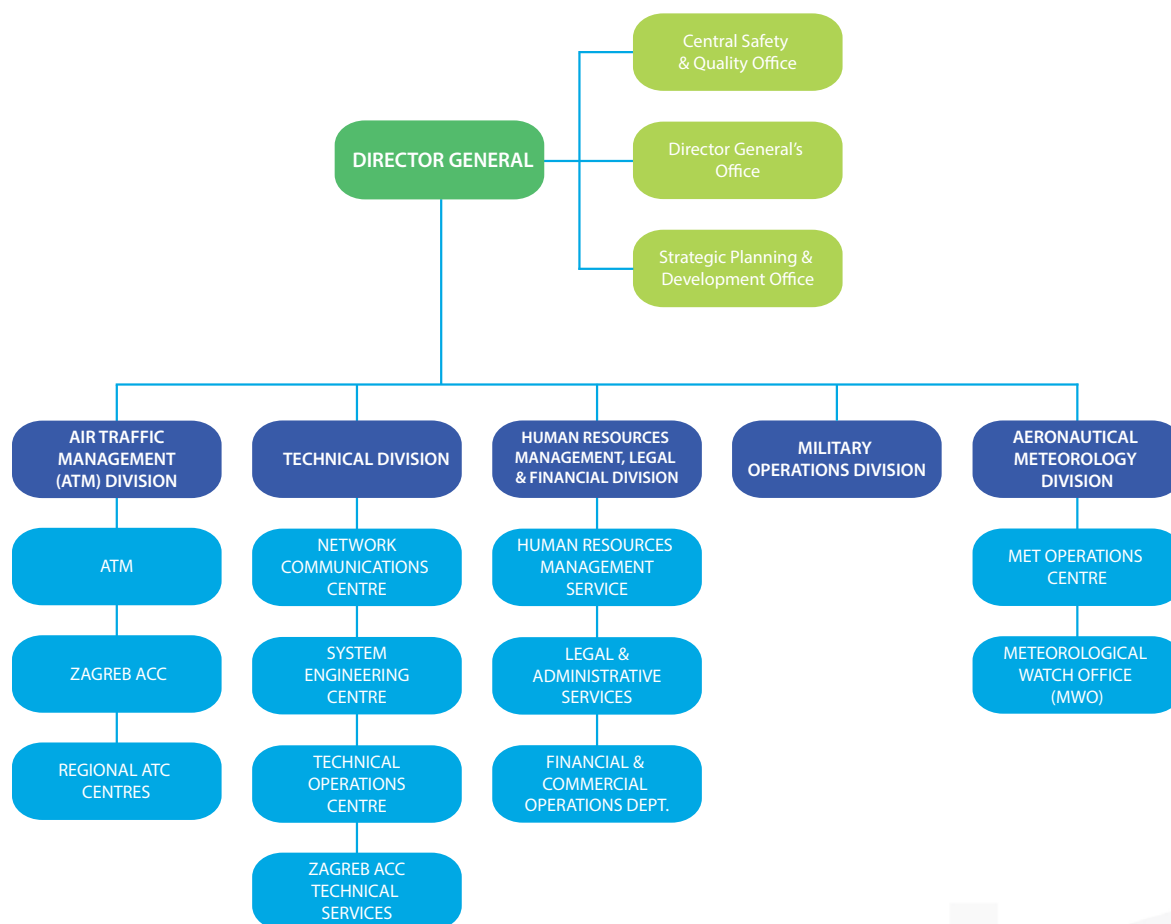 Central Safety
& Quality Office
DIRECTOR GENERAL
Director General's
Office
Strategic Planning &
Development Office
AIR TRAFFIC
MANAGEMENT
(ATM) DIVISION
TECHNICAL DIVISION
HUMAN RESOURCES
MANAGEMENT, LEGAL
& FINANCIAL DIVISION
MILITARY
OPERATIONS DIVISION
AERONAUTICAL
METEOROLOGY
DIVISION
ATM
NETWORK
COMMUNICATIONS
CENTRE
HUMAN RESOURCES
MANAGEMENT
SERVICE
MET OPERATIONS
CENTRE
ZAGREB ACC
SYSTEM
ENGINEERING
CENTRE
LEGAL &
ADMINISTRATIVE
SERVICES
METEOROLOGICAL
WATCH OFFICE
(MWO)
REGIONAL ATC
CENTRES
TECHNICAL
OPERATIONS
CENTRE
FINANCIAL &
COMMERCIAL
OPERATIONS DEPT.
ZAGREB ACC
TECHNICAL
SERVICES